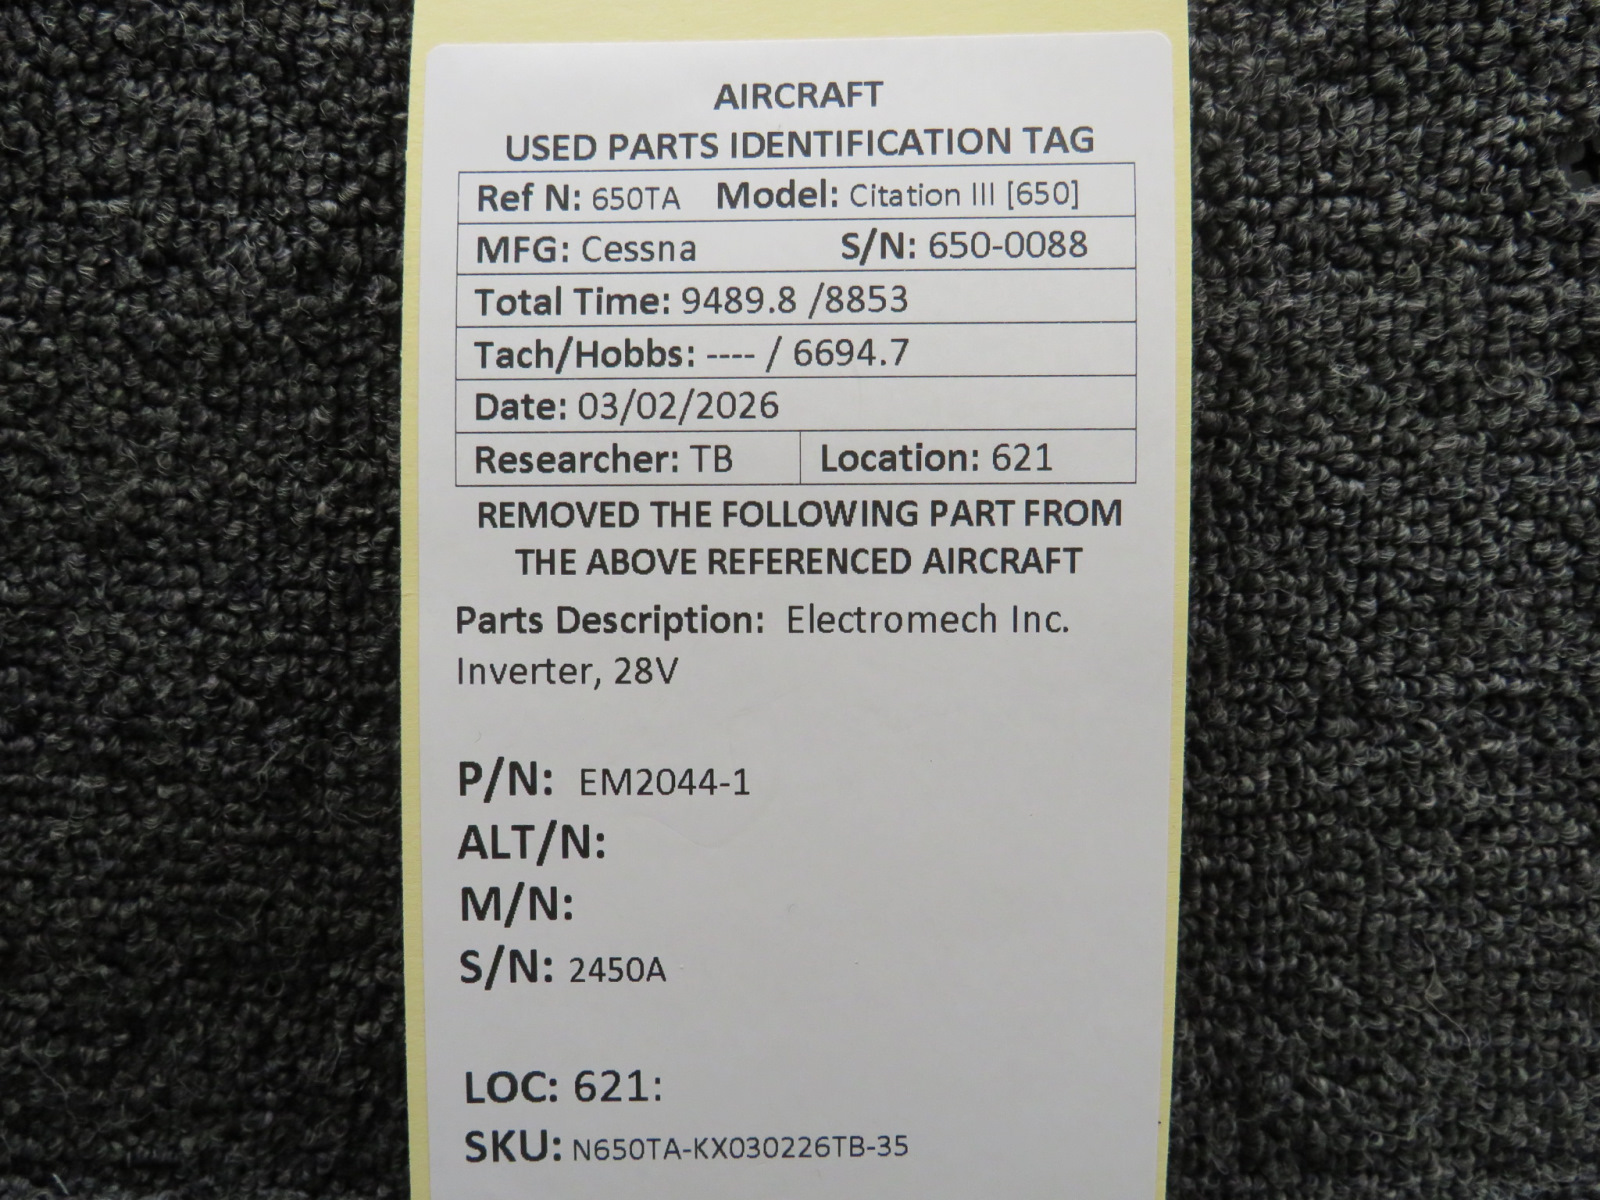 AIRCRAFT
USED PARTS IDENTIFICATION TAG
Ref N: 650TA Model: Citation III [650]
MFG: Cessna S/N: 650-0088
Total Time: 9489.8 /8853
Tach/Hobbs: ---- / 6694.7
Date: 03/02/2026
Researcher: TB Location: 621
REMOVED THE FOLLOWING PART FROM
THE ABOVE REFERENCED AIRCRAFT
Parts Description: Electromech Inc.
Inverter, 28V
P/N: EM2044-1
ALT/N:
M/N:
S/N: 2450A
LOC: 621:
SKU: N650TA-KX030226TB-35